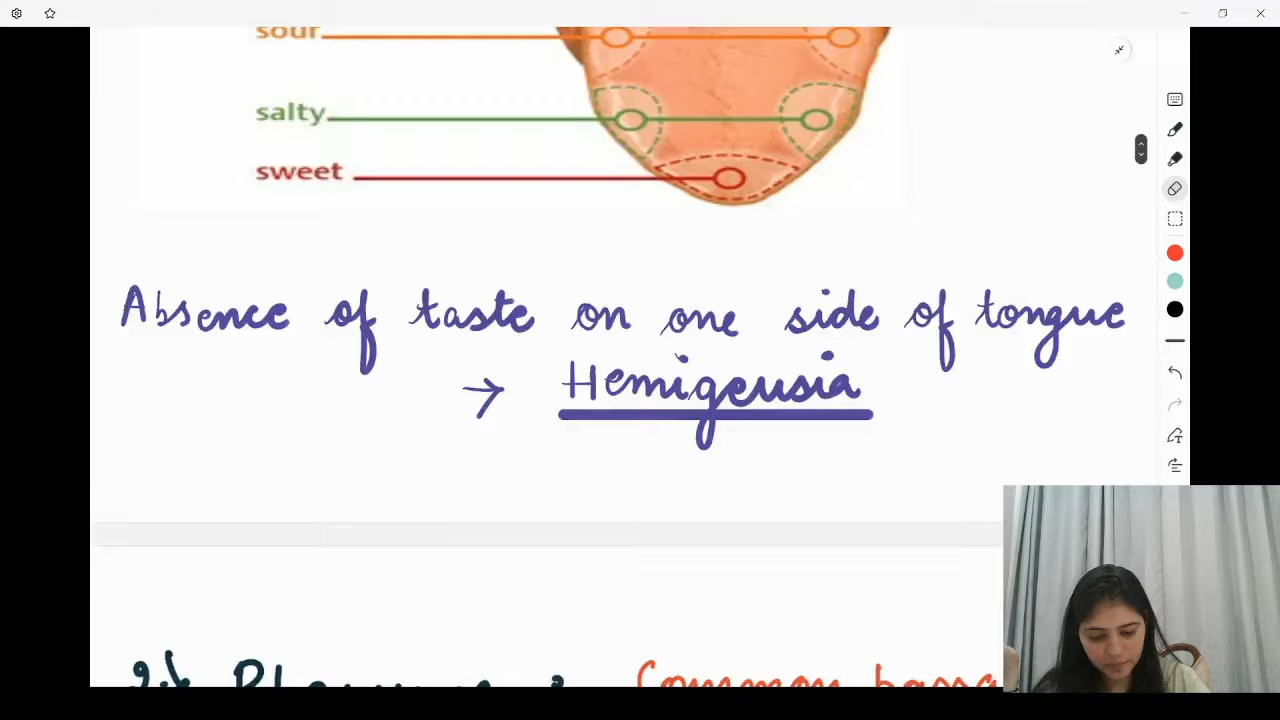 sour
salty
sweet
Absence of taste on one side of tongue
→ Hemigeusia